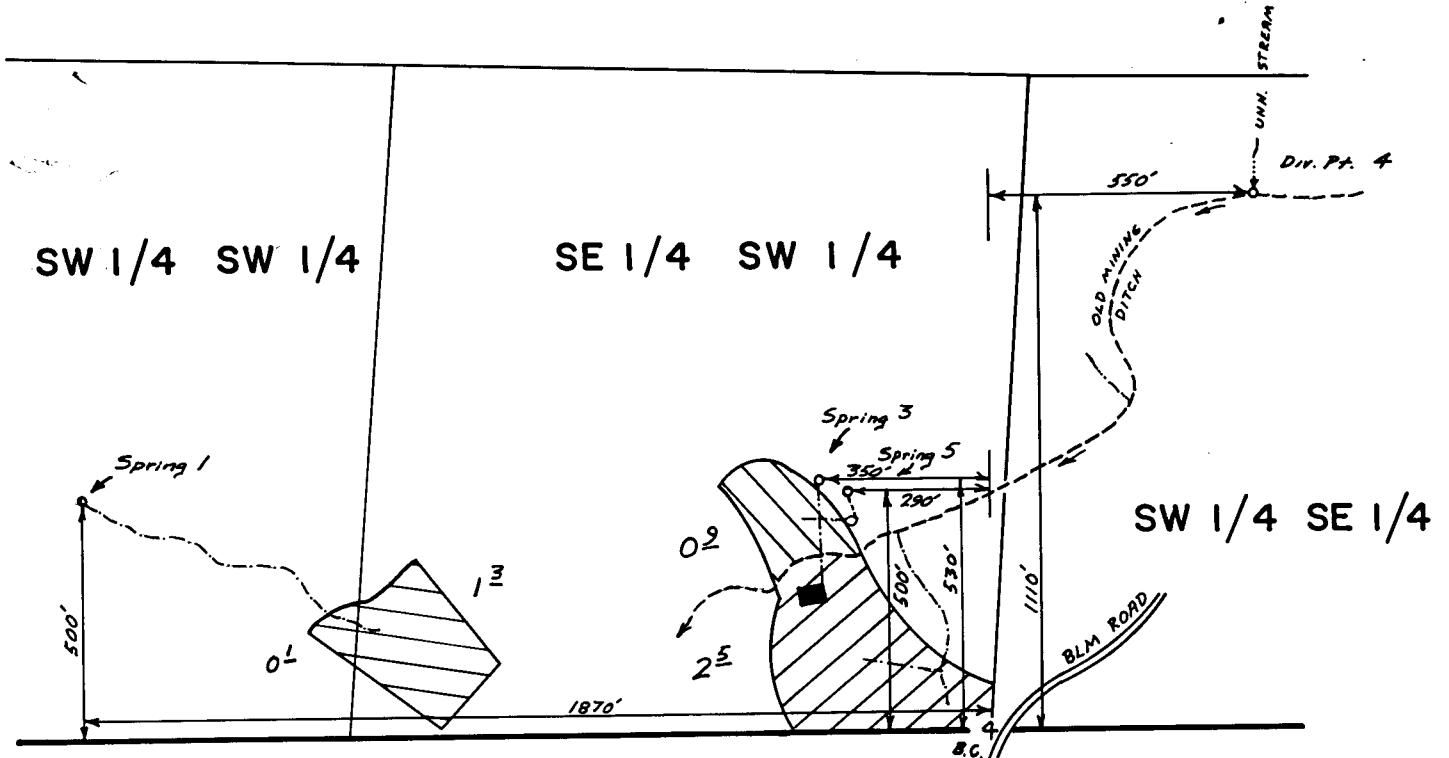 UNN. STREAM
Div. Pt. 4
550'
SW 1/4 SW 1/4
SE 1/4 SW 1/4
OLD MINING
DITCH
Spring 3
Spring 1
Spring 5
350'
290'
SW 1/4 SE 1/4
0 9
1 3
500'
530'
1110'
500'
BLM ROAD
0 1
2 5
1870'
4
B.C.